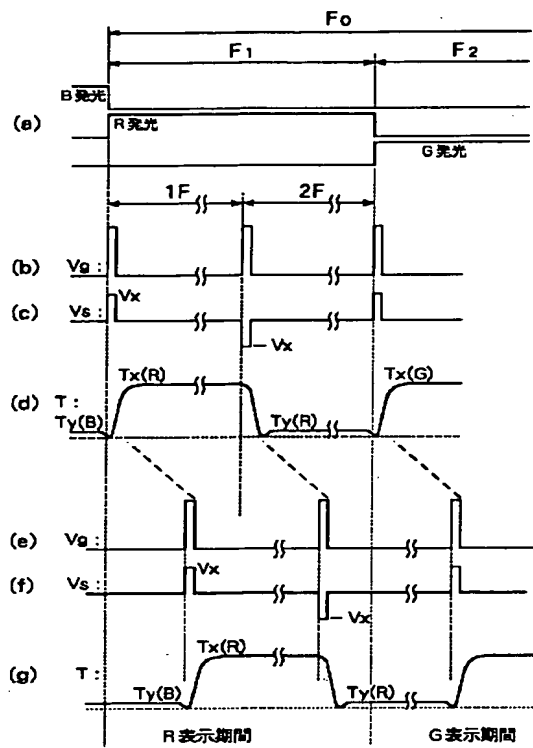 Fo
F1 F2
B発光
(a) R発光
G発光
1F 2F
(b) Vg :
(c) Vs : Vx
– Vx
(d) T : Tx(R) Tx(G)
Ty(B) Ty(R)
(e) Vg :
(f) Vs : Vx
– Vx
(g) T : Tx(R)
Ty(B) Ty(R)
R表示期間 G表示期間